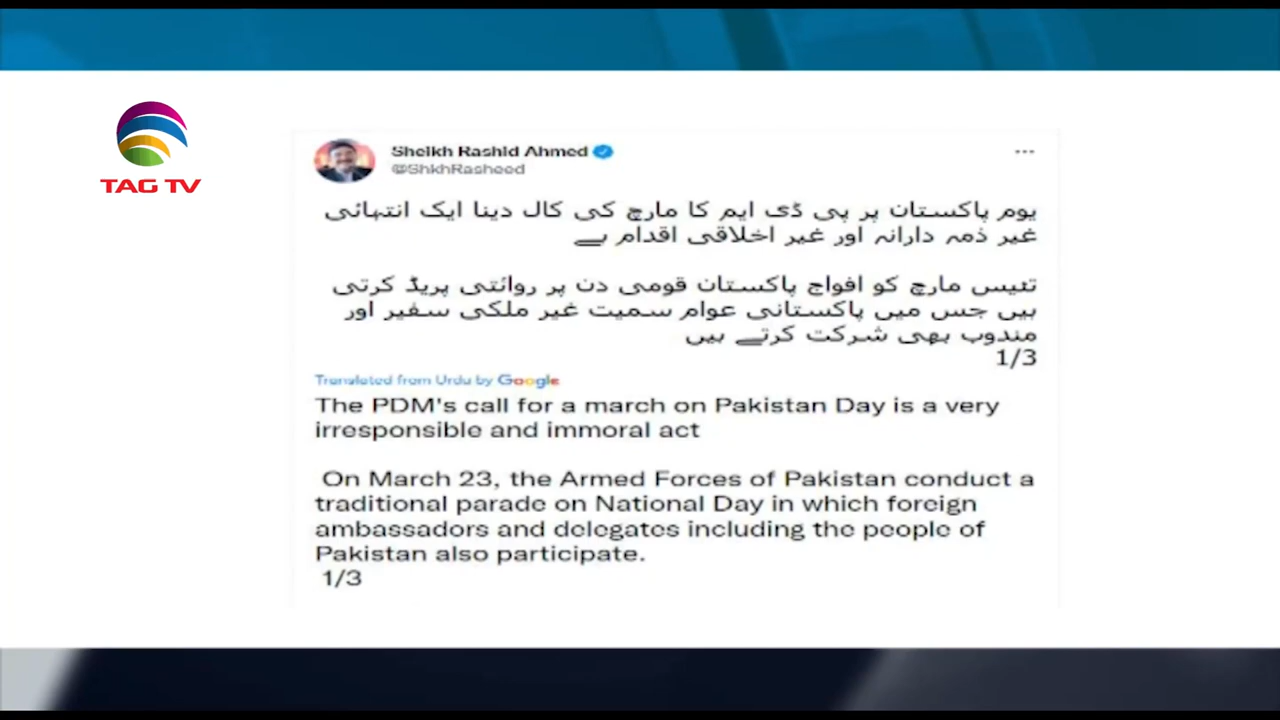 TAG TV
Sheikh Rashid Ahmed
@ShkhRasheed
یوم پاکستان پر پی ڈی ایم کا مارچ کی کال دینا ایک انتہائی
غیر ذمہ دارانہ اور غیر اخلاقی اقدام ہے
تئیس مارچ کو افواج پاکستان قومی دن پر روائتی پریڈ کرتی
ہیں جس میں پاکستانی عوام سمیت غیر ملکی سفیر اور
مندوب بھی شرکت کرتے ہیں
1/3
Translated from Urdu by Google
The PDM's call for a march on Pakistan Day is a very
irresponsible and immoral act
On March 23, the Armed Forces of Pakistan conduct a
traditional parade on National Day in which foreign
ambassadors and delegates including the people of
Pakistan also participate.
1/3